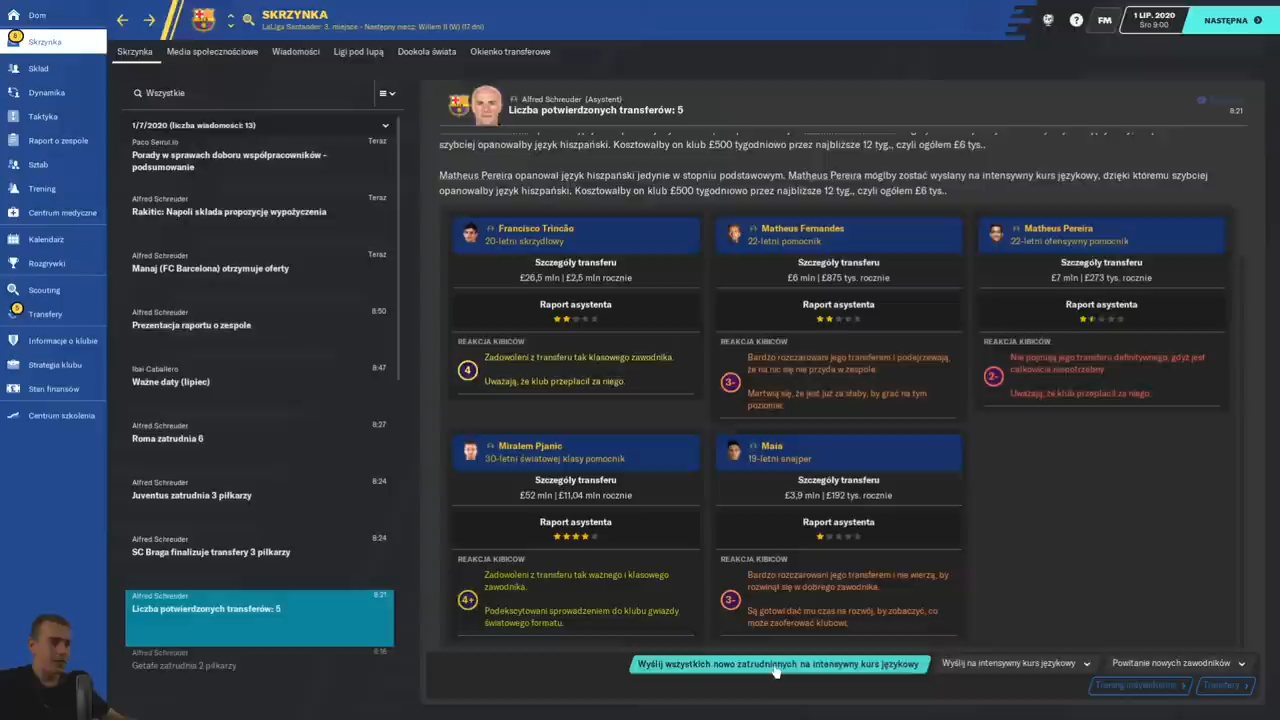 Dom
8
Skrzynka
Skład
Dynamika
Taktyka
Raport o zespole
Sztab
Trening
Centrum medyczne
Kalendarz
Rozgrywki
Scouting
5
Transfery
Informacje o klubie
Strategia klubu
Stan finansów
Centrum szkolenia
SKRZYNKA
LaLiga Santander: 3. miejsce - Następny mecz: Willem II (W) (17 dni)
?
FM
1 LIP. 2020
Śro 9:00
NASTĘPNA
Skrzynka
Media społecznościowe
Wiadomości
Ligi pod lupą
Dookoła świata
Okienko transferowe
Wszystkie
1/7/2020 (liczba wiadomości: 13)
Paco Seirul.lo
Teraz
Porady w sprawach doboru współpracowników -
podsumowanie
Alfred Schreuder
Teraz
Rakitic: Napoli składa propozycję wypożyczenia
Alfred Schreuder
Teraz
Manaj (FC Barcelona) otrzymuje oferty
Alfred Schreuder
8:50
Prezentacja raportu o zespole
Ibai Caballero
8:47
Ważne daty (lipiec)
Alfred Schreuder
8:27
Roma zatrudnia 6
Alfred Schreuder
8:24
Juventus zatrudnia 3 piłkarzy
Alfred Schreuder
8:24
SC Braga finalizuje transfery 3 piłkarzy
Alfred Schreuder
8:21
Liczba potwierdzonych transferów: 5
Alfred Schreuder
8:18
Getafe zatrudnia 2 piłkarzy
Alfred Schreuder (Asystent)
Liczba potwierdzonych transferów: 5
8:21
szybciej opanowałby język hiszpański. Kosztowałby on klub £500 tygodniowo przez najbliższe 12 tyg., czyli ogółem £6 tys..
Matheus Pereira opanował język hiszpański jedynie w stopniu podstawowym. Matheus Pereira mógłby zostać wysłany na intensywny kurs językowy, dzięki któremu szybciej
opanowałby język hiszpański. Kosztowałby on klub £500 tygodniowo przez najbliższe 12 tyg., czyli ogółem £6 tys..
Francisco Trincão
20-letni skrzydłowy
Szczegóły transferu
£26,5 mln | £2,5 mln rocznie
Raport asystenta
REAKCJA KIBICÓW
4
Zadowoleni z transferu tak klasowego zawodnika.
Uważają, że klub przepłacił za niego.
Matheus Fernandes
22-letni pomocnik
Szczegóły transferu
£6 mln | £875 tys. rocznie
Raport asystenta
REAKCJA KIBICÓW
3-
Bardzo rozczarowani jego transferem i podejrzewają,
że na nic się nie przyda w zespole.
Martwią się, że jest już za słaby, by grać na tym
poziomie.
Matheus Pereira
22-letni ofensywny pomocnik
Szczegóły transferu
£7 mln | £273 tys. rocznie
Raport asystenta
REAKCJA KIBICÓW
2-
Nie pojmują jego transferu definitywnego, gdyż jest
całkowicie niepotrzebny.
Uważają, że klub przepłacił za niego.
Miralem Pjanic
30-letni światowej klasy pomocnik
Szczegóły transferu
£52 mln | £11,04 mln rocznie
Raport asystenta
REAKCJA KIBICÓW
4+
Zadowoleni z transferu tak ważnego i klasowego
zawodnika.
Podekscytowani sprowadzeniem do klubu gwiazdy
światowego formatu.
Maia
19-letni snajper
Szczegóły transferu
£3,9 mln | £192 tys. rocznie
Raport asystenta
REAKCJA KIBICÓW
3-
Bardzo rozczarowani jego transferem i nie wierzą, by
rozwinął się w dobrego zawodnika.
Są gotowi dać mu czas na rozwój, by zobaczyć, co
może zaoferować klubowi.
Wyślij wszystkich nowo zatrudnianych na intensywny kurs językowy
Wyślij na intensywny kurs językowy
Powitanie nowych zawodników
Trening indywidualny
Transfery